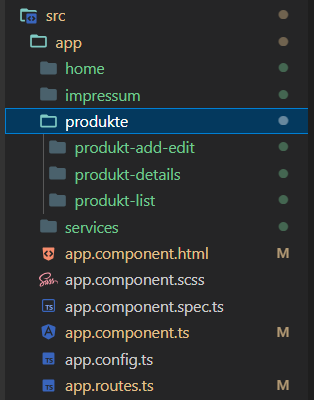 src
app
home
impressum
produkte
produkt-add-edit
produkt-details
produkt-list
services
app.component.html M
app.component.scss
app.component.spec.ts
app.component.ts M
app.config.ts
app.routes.ts M